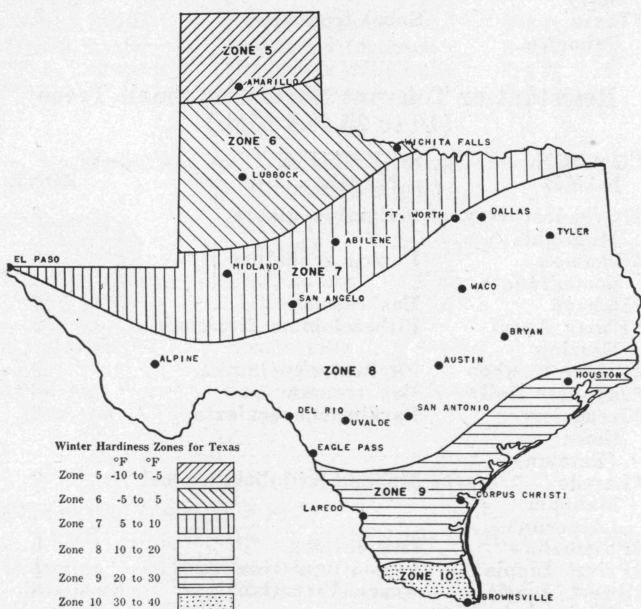 ZONE 5
AMARILLO
ZONE 6
WICHITA FALLS
LUBBOCK
FT. WORTH
DALLAS
TYLER
ABILENE
EL PASO
MIDLAND
ZONE 7
WACO
SAN ANGELO
BRYAN
ALPINE
AUSTIN
ZONE 8
HOUSTON
DEL RIO
SAN ANTONIO
UVALDE
EAGLE PASS
ZONE 9
CORPUS CHRISTI
LAREDO
ZONE 10
BROWNSVILLE
Winter Hardiness Zones for Texas
°F °F
Zone 5 -10 to -5
Zone 6 -5 to 5
Zone 7 5 to 10
Zone 8 10 to 20
Zone 9 20 to 30
Zone 10 30 to 40